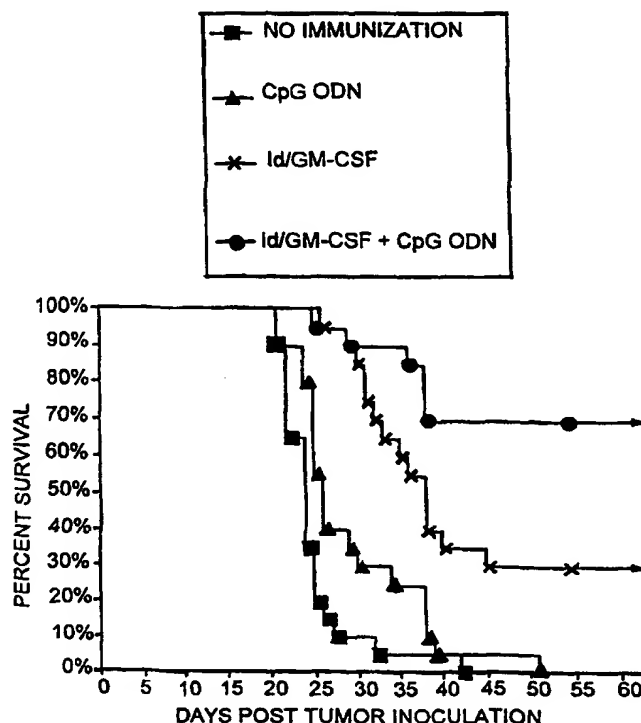 NO IMMUNIZATION
CpG ODN
Id/GM-CSF
Id/GM-CSF + CpG ODN
100%
90%
80%
70%
60%
50%
40%
30%
20%
10%
0%
PERCENT SURVIVAL
0 5 10 15 20 25 30 35 40 45 50 55 60
DAYS POST TUMOR INOCULATION